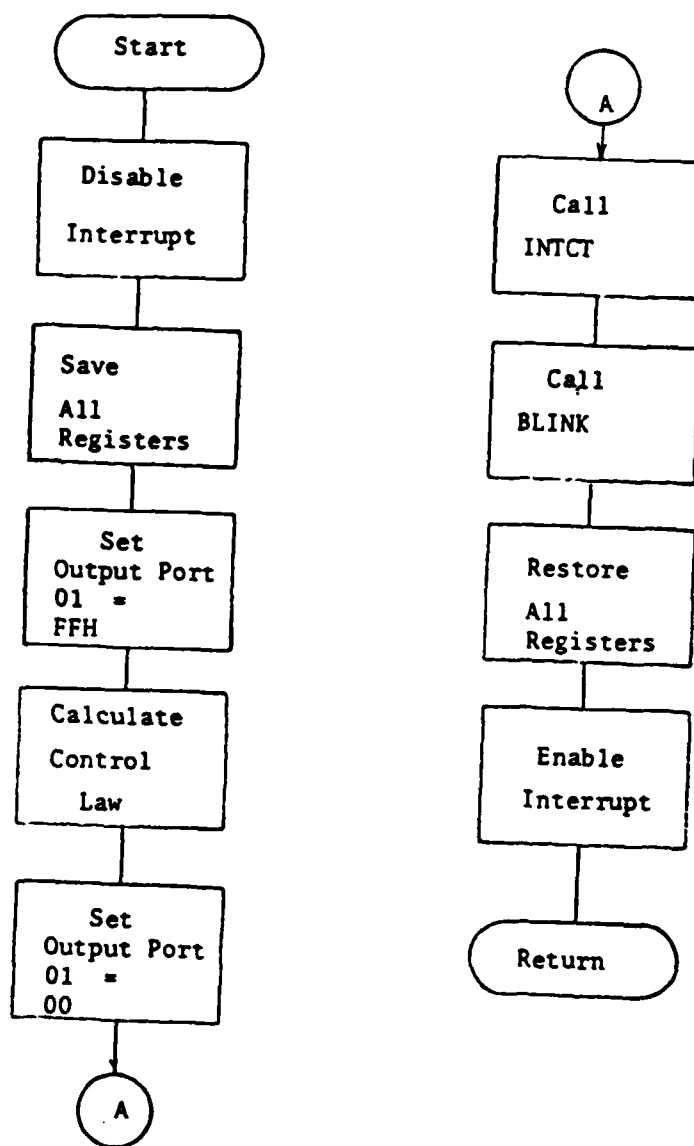 Start
Disable
Interrupt
Save
All
Registers
Set
Output Port
01 =
FFH
Calculate
Control
Law
Set
Output Port
01 =
00
A
A
Call
INTCT
Call
BLINK
Restore
All
Registers
Enable
Interrupt
Return